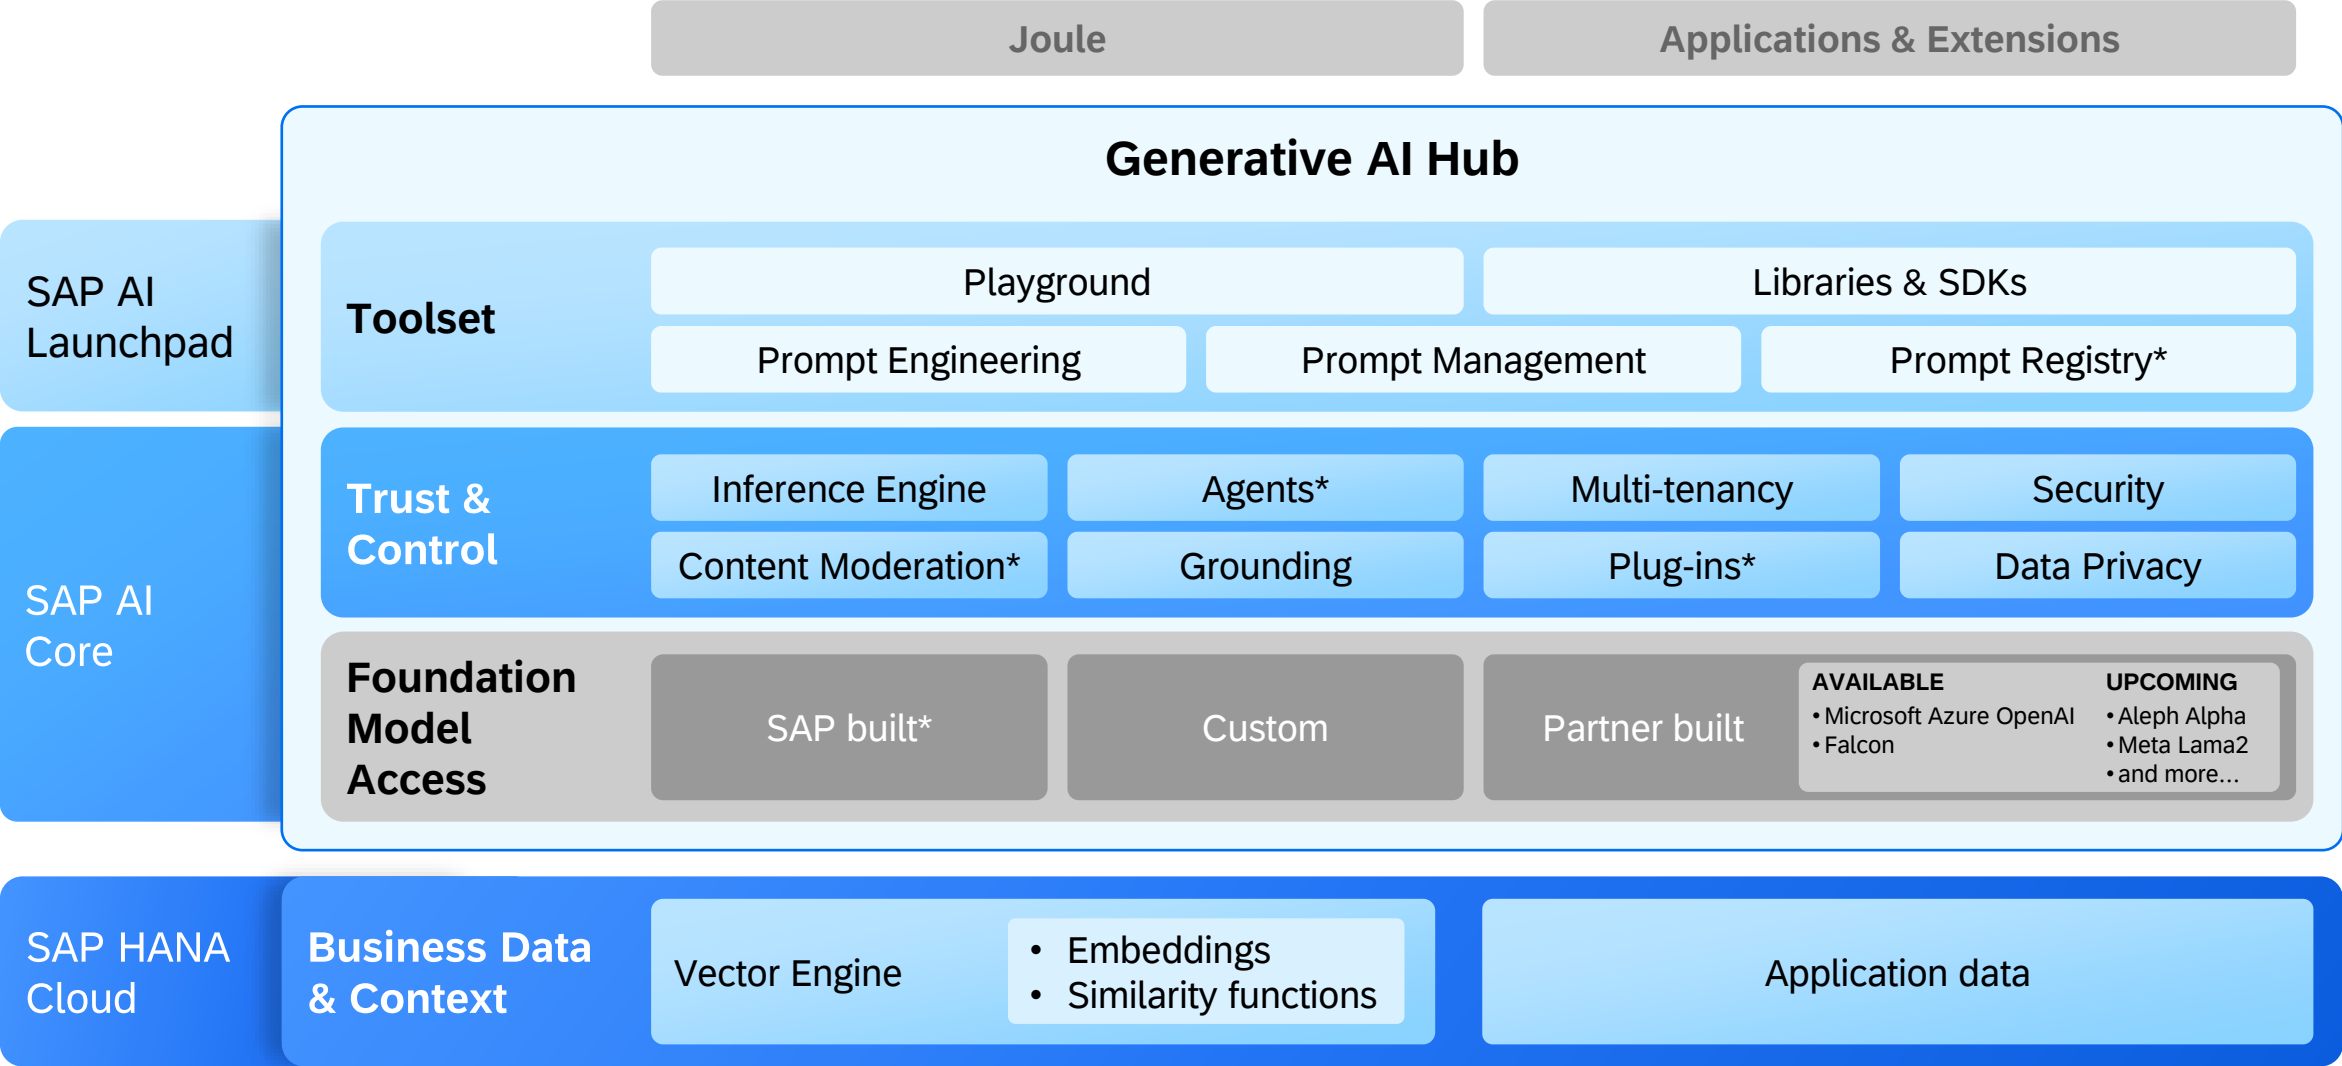 Joule
Applications & Extensions
Generative AI Hub
SAP AI
Launchpad
Toolset
Playground
Libraries & SDKs
Prompt Engineering
Prompt Management
Prompt Registry*
SAP AI
Core
Trust &
Control
Inference Engine
Agents*
Multi-tenancy
Security
Content Moderation*
Grounding
Plug-ins*
Data Privacy
Foundation
Model
Access
SAP built*
Custom
Partner built
AVAILABLE
• Microsoft Azure OpenAI
• Falcon
UPCOMING
• Aleph Alpha
• Meta Lama2
• and more...
SAP HANA
Cloud
Business Data
& Context
Vector Engine
• Embeddings
• Similarity functions
Application data